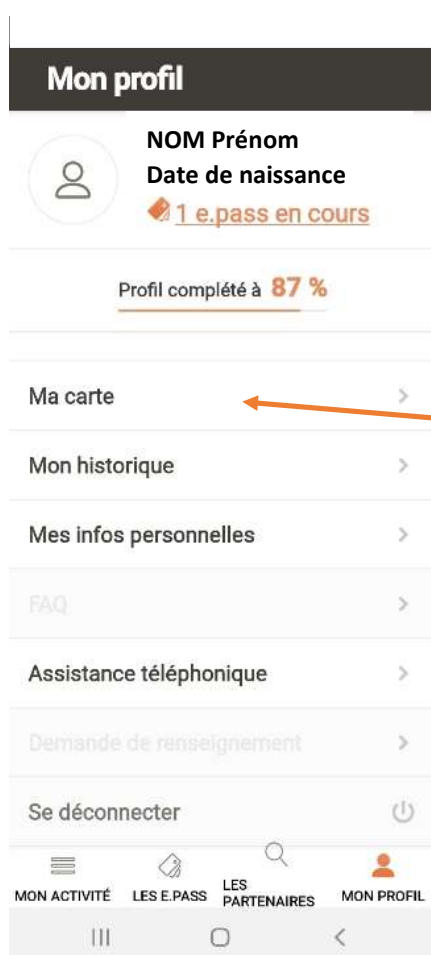 Mon profil
NOM Prénom
Date de naissance
1 e.pass en cours
Profil complété à 87 %
Ma carte
Mon historique
Mes infos personnelles
FAQ
Assistance téléphonique
Demande de renseignement
Se déconnecter
MON ACTIVITÉ
LES E.PASS
LES
PARTENAIRES
MON PROFIL